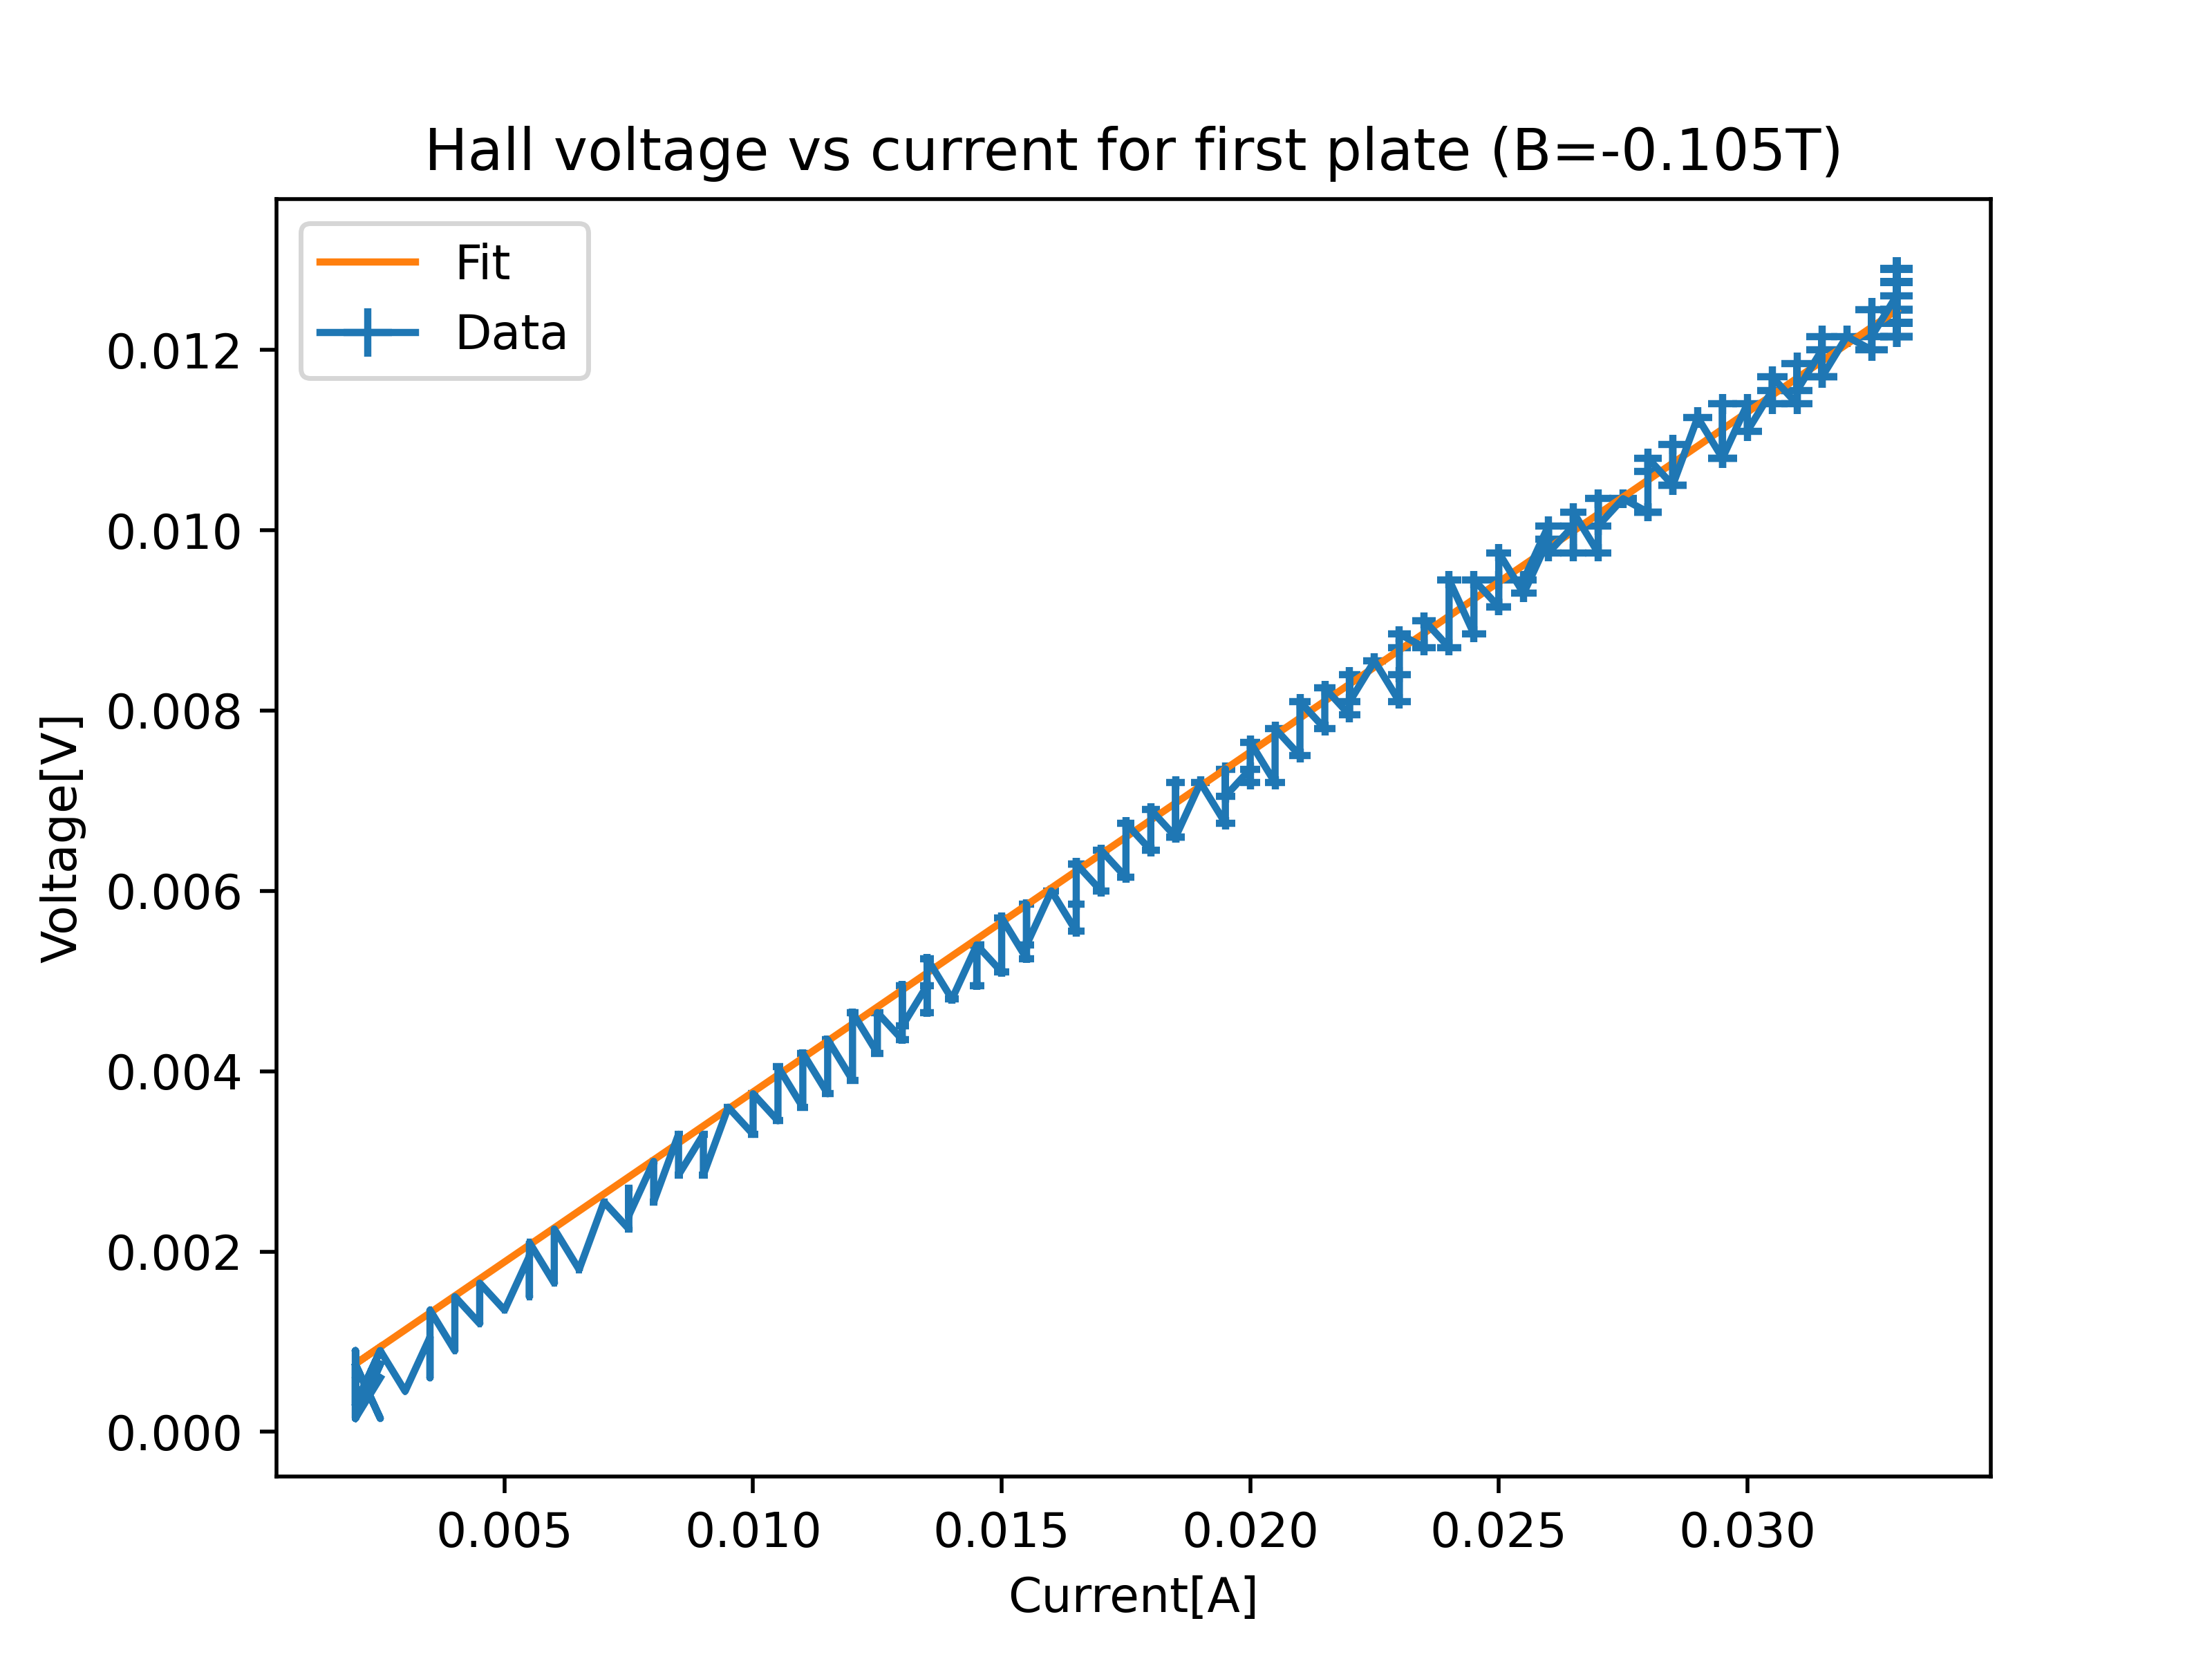 Hall voltage vs current for first plate (B=-0.105T)
Fit
Data
0.012
0.010
0.008
0.006
0.004
0.002
0.000
Voltage[V]
0.005 0.010 0.015 0.020 0.025 0.030
Current[A]